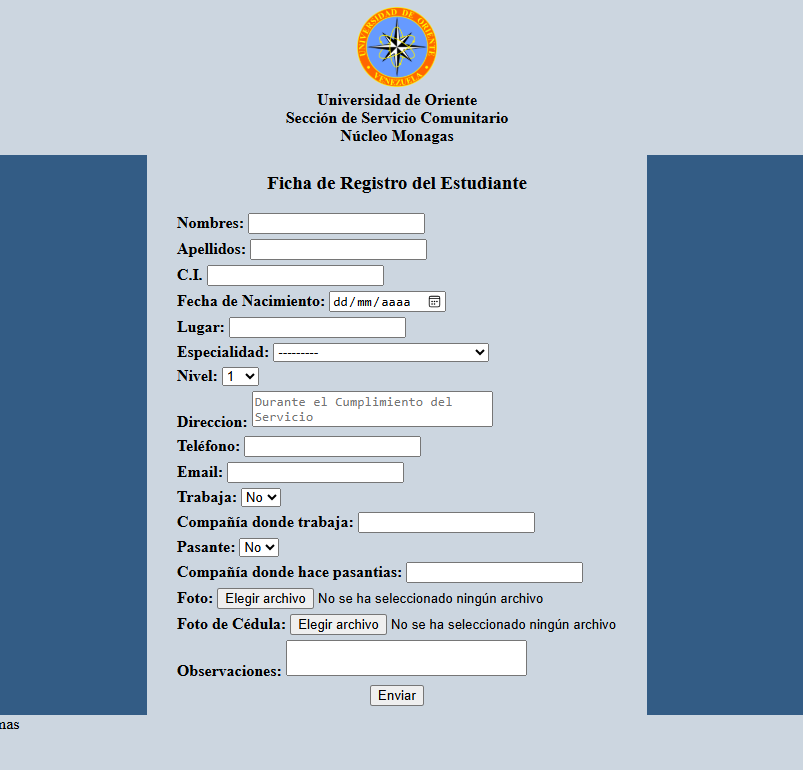 UNIVERSIDAD DE ORIENTE
VENEZUELA
Universidad de Oriente
Sección de Servicio Comunitario
Núcleo Monagas
Ficha de Registro del Estudiante
Nombres:
Apellidos:
C.I.
Fecha de Nacimiento: dd/mm/aaaa
Lugar:
Especialidad: ---------
Nivel: 1
Direccion: Durante el Cumplimiento del
Servicio
Teléfono:
Email:
Trabaja: No
Compañía donde trabaja:
Pasante: No
Compañía donde hace pasantias:
Foto: Elegir archivo No se ha seleccionado ningún archivo
Foto de Cédula: Elegir archivo No se ha seleccionado ningún archivo
Observaciones:
Enviar